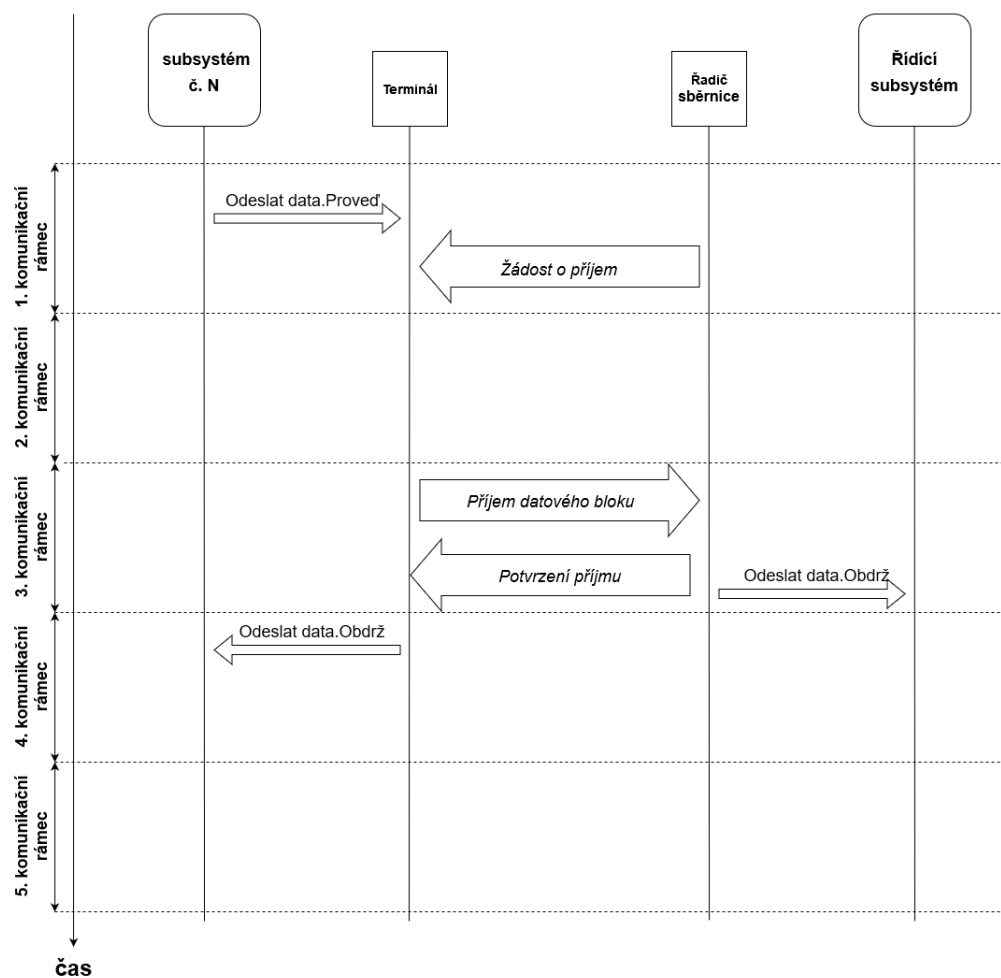 subsystém
č. N
Terminál
Řadič
sběrnice
Řídící
subsystém
1. komunikační
rámec
Odeslat data.Proveď
Žádost o příjem
2. komunikační
rámec
3. komunikační
rámec
Příjem datového bloku
Potvrzení příjmu
Odeslat data.Obdrž
4. komunikační
rámec
Odeslat data.Obdrž
5. komunikační
rámec
čas